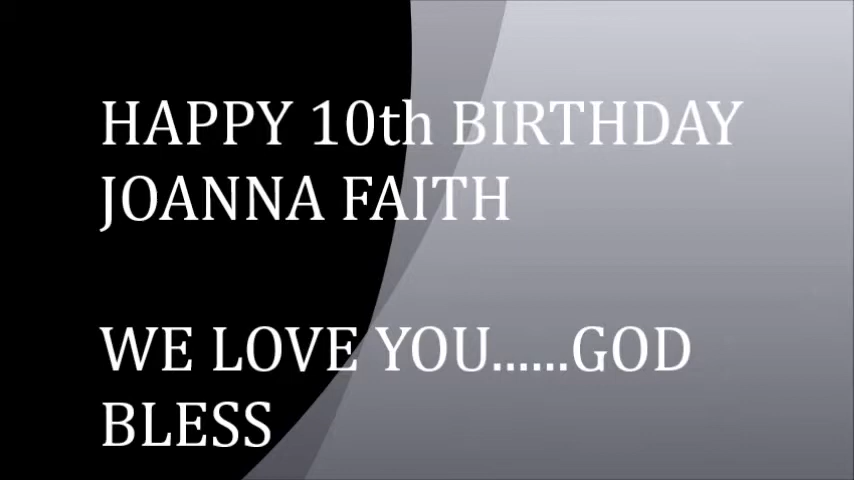 HAPPY 10th BIRTHDAY
JOANNA FAITH
WE LOVE YOU......GOD
BLESS